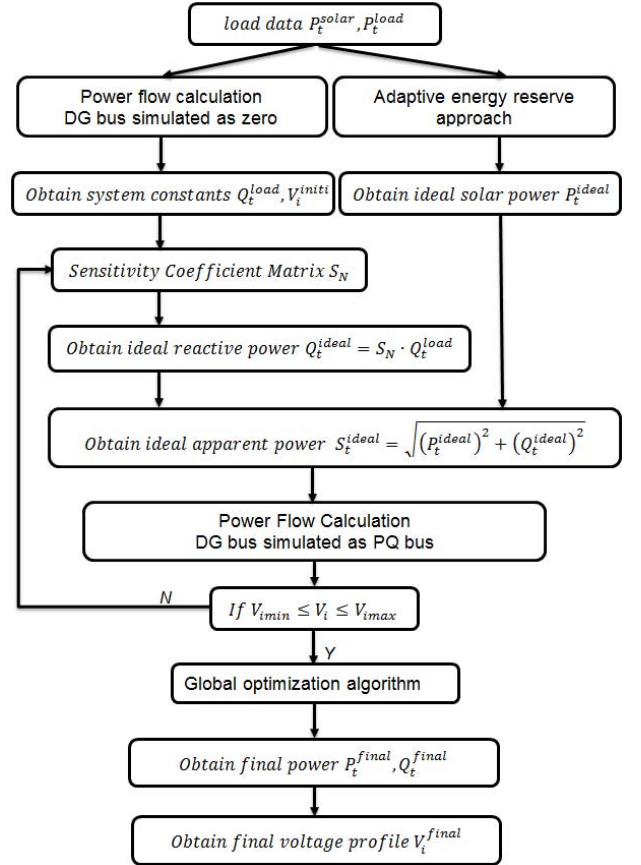 load data P_t^{solar}, P_t^{load}
Power flow calculation
DG bus simulated as zero
Adaptive energy reserve
approach
Obtain system constants Q_t^{load}, V_i^{initi}
Obtain ideal solar power P_t^{ideal}
Sensitivity Coefficient Matrix S_N
Obtain ideal reactive power Q_t^{ideal} = S_N · Q_t^{load}
Obtain ideal apparent power S_t^{ideal} = √((P_t^{ideal})^2 + (Q_t^{ideal})^2)
Power Flow Calculation
DG bus simulated as PQ bus
N
If V_{imin} ≤ V_i ≤ V_{imax}
Y
Global optimization algorithm
Obtain final power P_t^{final}, Q_t^{final}
Obtain final voltage profile V_i^{final}